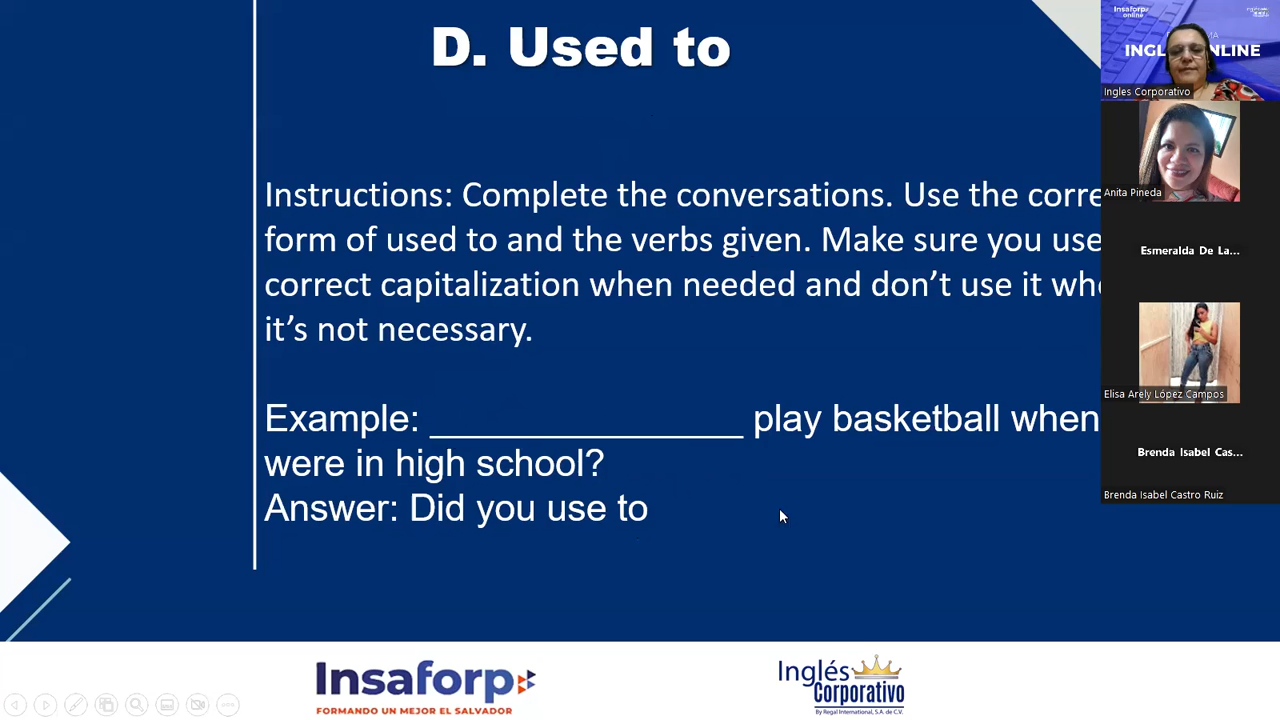 D. Used to
Instructions: Complete the conversations. Use the corre
form of used to and the verbs given. Make sure you use
correct capitalization when needed and don’t use it wh
it’s not necessary.
Example: _______________ play basketball when
were in high school?
Answer: Did you use to
Insaforp
online
INGL NLINE
Ingles Corporativo
Anita Pineda
Esmeralda De La...
Elisa Arely López Campos
Brenda Isabel Cas...
Brenda Isabel Castro Ruiz
Insaforp
FORMANDO UN MEJOR EL SALVADOR
Inglés
Corporativo
By Regal International, S.A. de C.V.